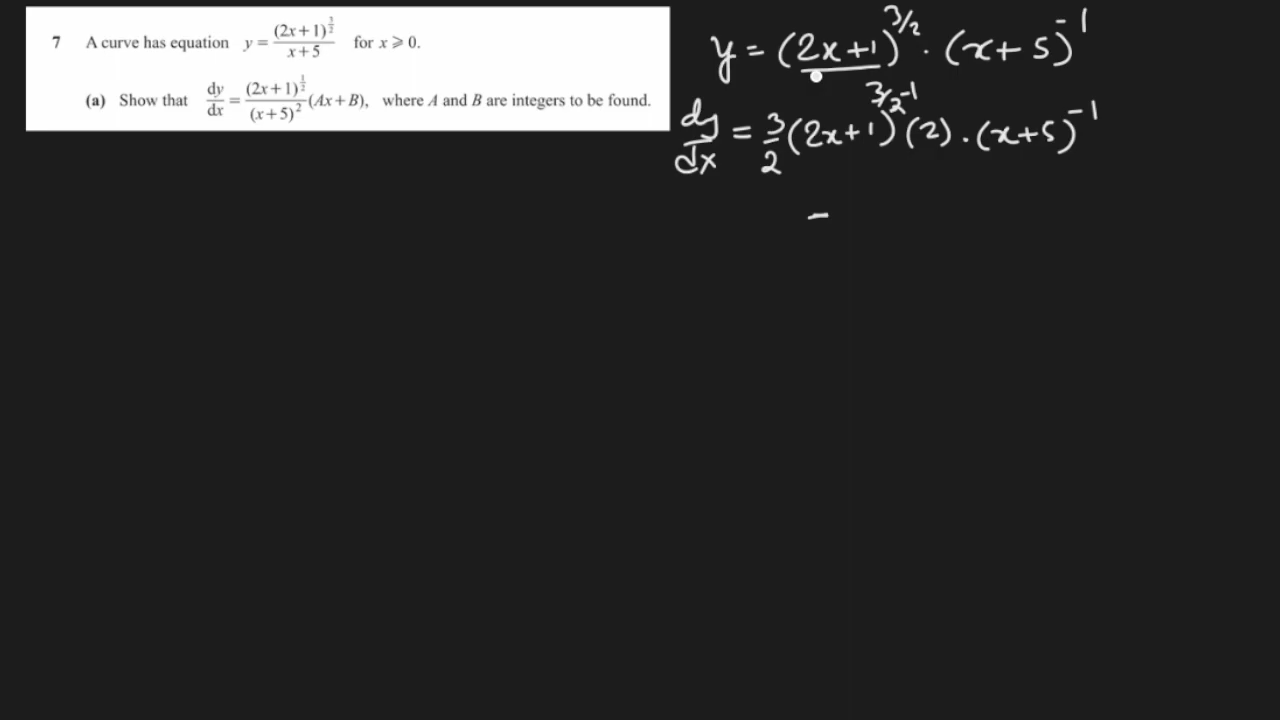 7 A curve has equation y = (2x+1)^{3/2} / (x+5) for x ⩾ 0.
(a) Show that dy/dx = (2x+1)^{1/2} / (x+5)^2 (Ax+B), where A and B are integers to be found.
y = (2x+1)^{3/2} · (x+5)^{-1}
dy/dx = 3/2 (2x+1)^{3/2-1} (2) · (x+5)^{-1}
−